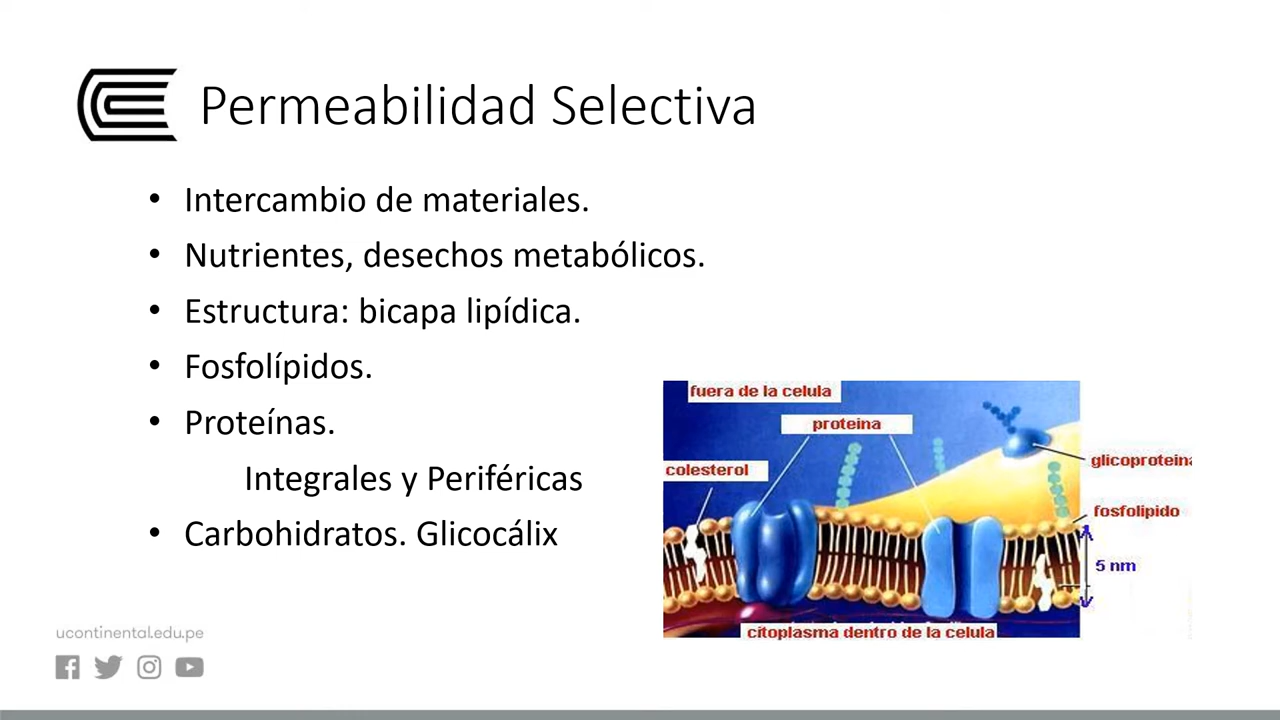 Permeabilidad Selectiva
• Intercambio de materiales.
• Nutrientes, desechos metabólicos.
• Estructura: bicapa lipídica.
• Fosfolípidos.
• Proteínas.
Integrales y Periféricas
• Carbohidratos. Glicocálix
fuera de la celula
proteina
colesterol
glicoproteina
fosfolipido
5 nm
citoplasma dentro de la celula
ucontinental.edu.pe